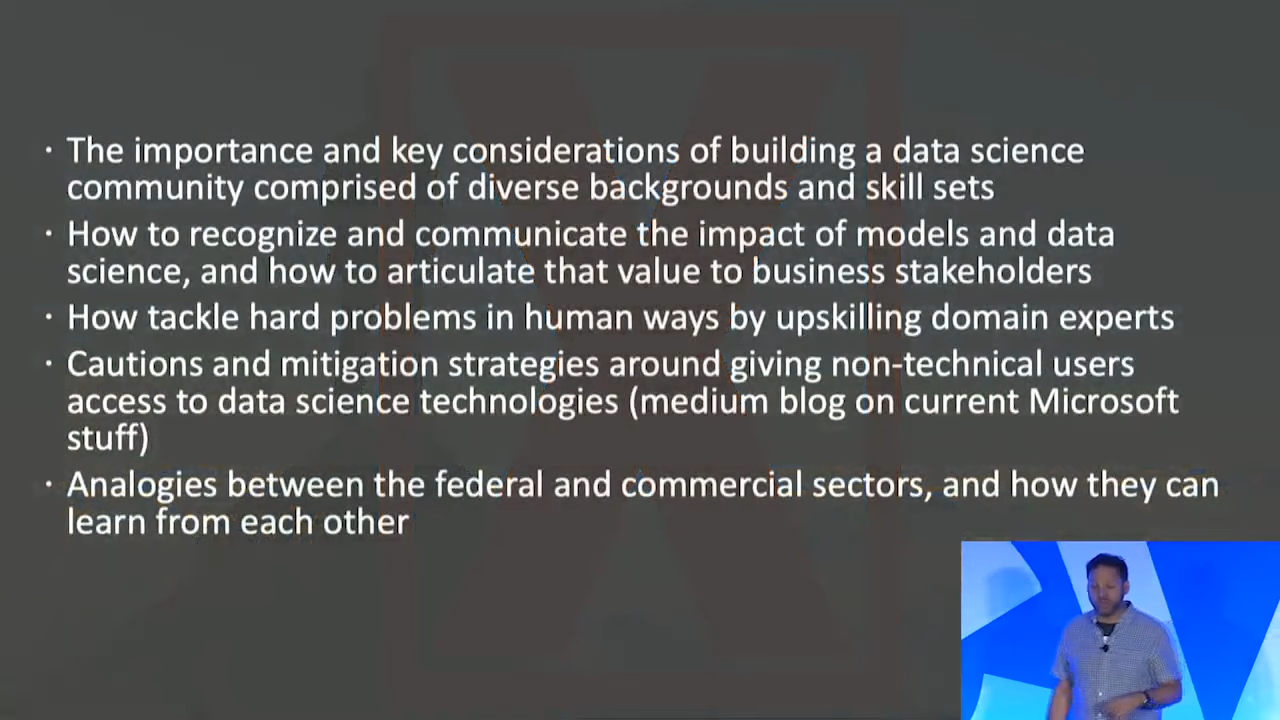 · The importance and key considerations of building a data science
community comprised of diverse backgrounds and skill sets
· How to recognize and communicate the impact of models and data
science, and how to articulate that value to business stakeholders
· How tackle hard problems in human ways by upskilling domain experts
· Cautions and mitigation strategies around giving non-technical users
access to data science technologies (medium blog on current Microsoft
stuff)
· Analogies between the federal and commercial sectors, and how they can
learn from each other